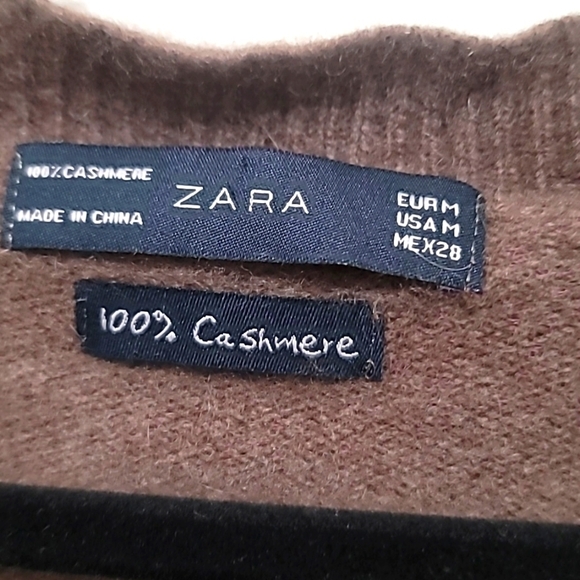 100% CASHMERE
MADE IN CHINA
ZARA
EUR M
USA M
MEX 28
100% Cashmere